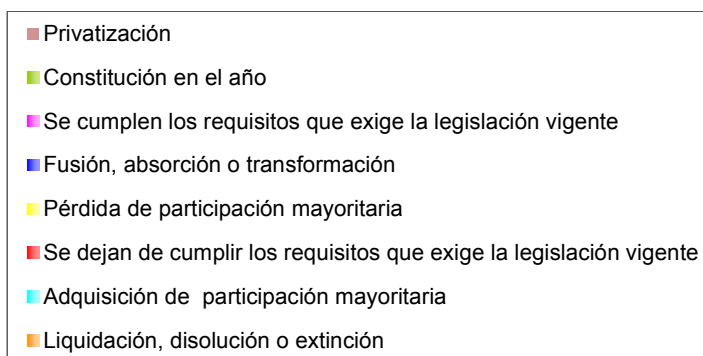 Privatización
Constitución en el año
Se cumplen los requisitos que exige la legislación vigente
Fusión, absorción o transformación
Pérdida de participación mayoritaria
Se dejan de cumplir los requisitos que exige la legislación vigente
Adquisición de  participación mayoritaria
Liquidación, disolución o extinción